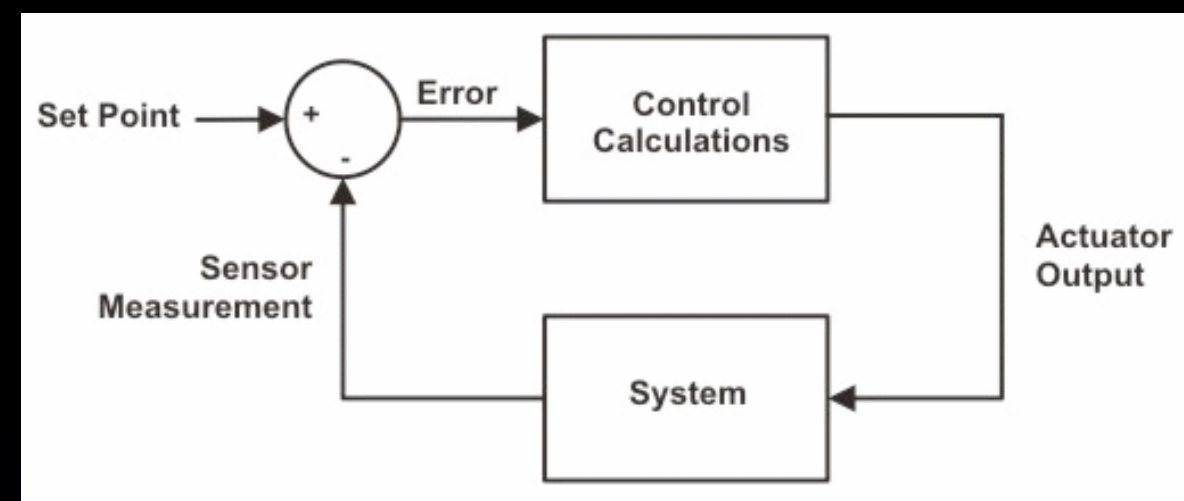 Set Point
+
-
Error
Control
Calculations
Actuator
Output
Sensor
Measurement
System